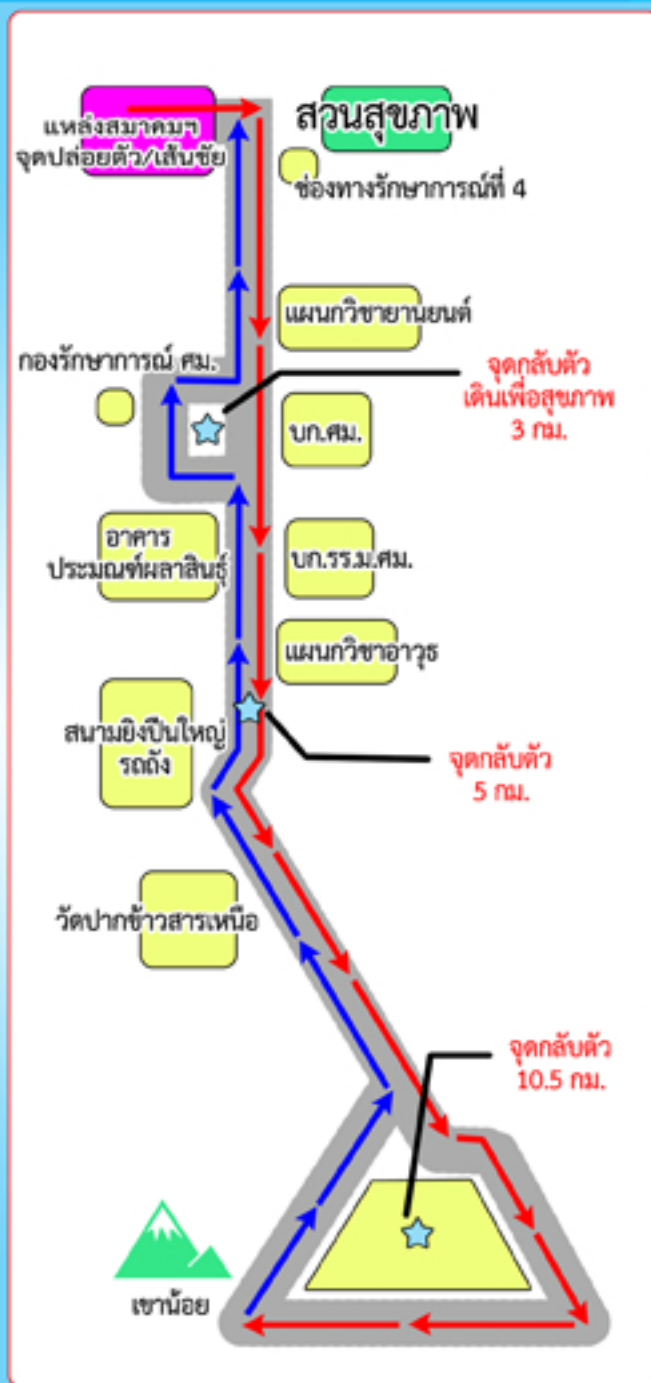 แหล่งสมาคมฯ
จุดปล่อยตัว/เส้นชัย
สวนสุขภาพ
ช่องทางรักษาการณ์ที่ 4
แผนกวิชายานยนต์
กองรักษาการณ์ ศม.
จุดกลับตัว
เดินเพื่อสุขภาพ
3 กม.
บก.ศม.
อาคาร
ประมณฑ์ผลาสินธุ์
บก.รร.ม.ศม.
แผนกวิชาอาวุธ
สนามยิงปืนใหญ่
รถถัง
จุดกลับตัว
5 กม.
วัดปากข้าวสารเหนือ
จุดกลับตัว
10.5 กม.
เขาน้อย